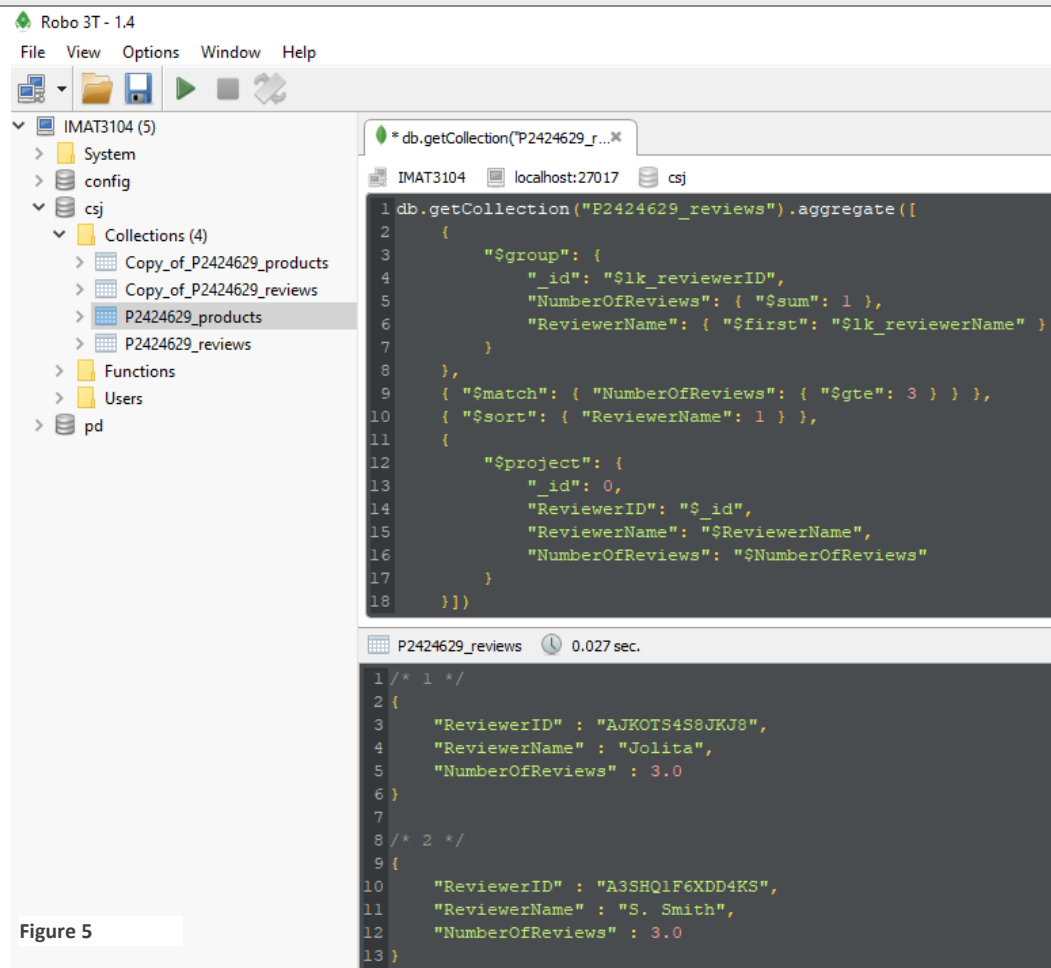 Robo 3T - 1.4
File View Options Window Help
IMAT3104 (5)
System
config
csj
Collections (4)
Copy_of_P2424629_products
Copy_of_P2424629_reviews
P2424629_products
P2424629_reviews
Functions
Users
pd
* db.getCollection("P2424629_r...
IMAT3104 localhost:27017 csj
1 db.getCollection("P2424629_reviews").aggregate([
2 {
3 "$group": {
4 "_id": "$lk_reviewerID",
5 "NumberOfReviews": { "$sum": 1 },
6 "ReviewerName": { "$first": "$lk_reviewerName" }
7 }
8 },
9 { "$match": { "NumberOfReviews": { "$gte": 3 } } },
10 { "$sort": { "ReviewerName": 1 } },
11 {
12 "$project": {
13 "_id": 0,
14 "ReviewerID": "$_id",
15 "ReviewerName": "$ReviewerName",
16 "NumberOfReviews": "$NumberOfReviews"
17 }
18 }])
P2424629_reviews 0.027 sec.
1 /* 1 */
2 {
3 "ReviewerID" : "AJKOTS4S8JKJ8",
4 "ReviewerName" : "Jolita",
5 "NumberOfReviews" : 3.0
6 }
7
8 /* 2 */
9 {
10 "ReviewerID" : "A3SHQ1F6XDD4KS",
11 "ReviewerName" : "S. Smith",
12 "NumberOfReviews" : 3.0
13 }
Figure 5